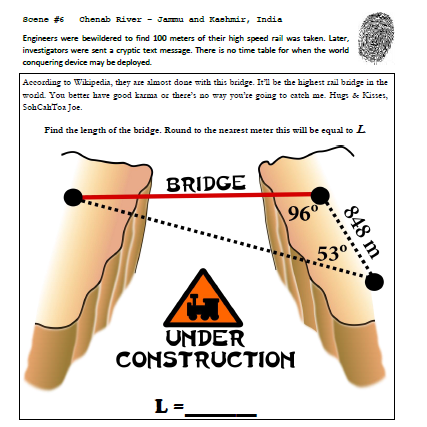 Scene #6 Chenab River - Jammu and Kashmir, India
Engineers were bewildered to find 100 meters of their high speed rail was taken. Later,
investigators were sent a cryptic text message. There is no time table for when the world
conquering device may be deployed.
According to Wikipedia, they are almost done with this bridge. It'll be the highest rail bridge in the
world. You better have good karma or there's no way you're going to catch me. Hugs & Kisses,
SohCahToa Joe.
Find the length of the bridge. Round to the nearest meter this will be equal to L
BRIDGE
96°
848 m
53°
UNDER
CONSTRUCTION
L =_______